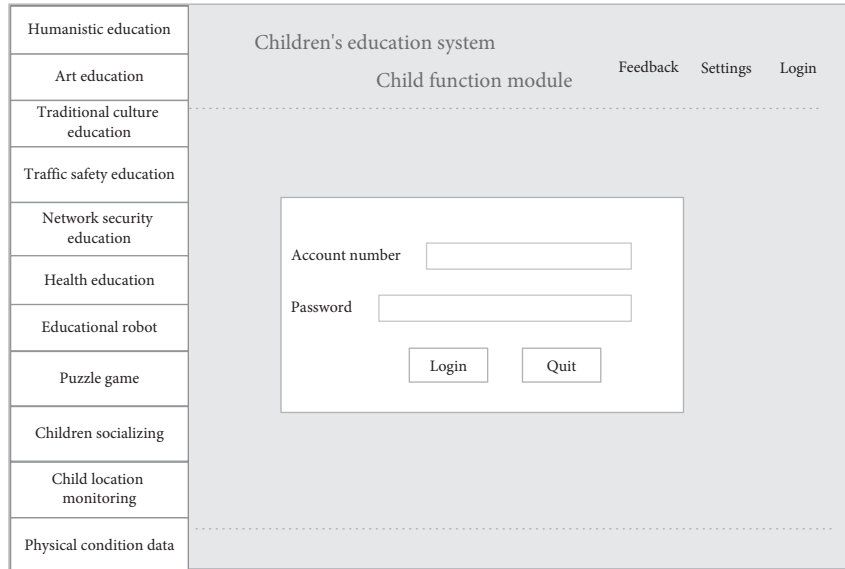 Humanistic education
Art education
Traditional culture
education
Traffic safety education
Network security
education
Health education
Educational robot
Puzzle game
Children socializing
Child location
monitoring
Physical condition data
Children's education system
Child function module
Feedback Settings Login
Account number
Password
Login Quit